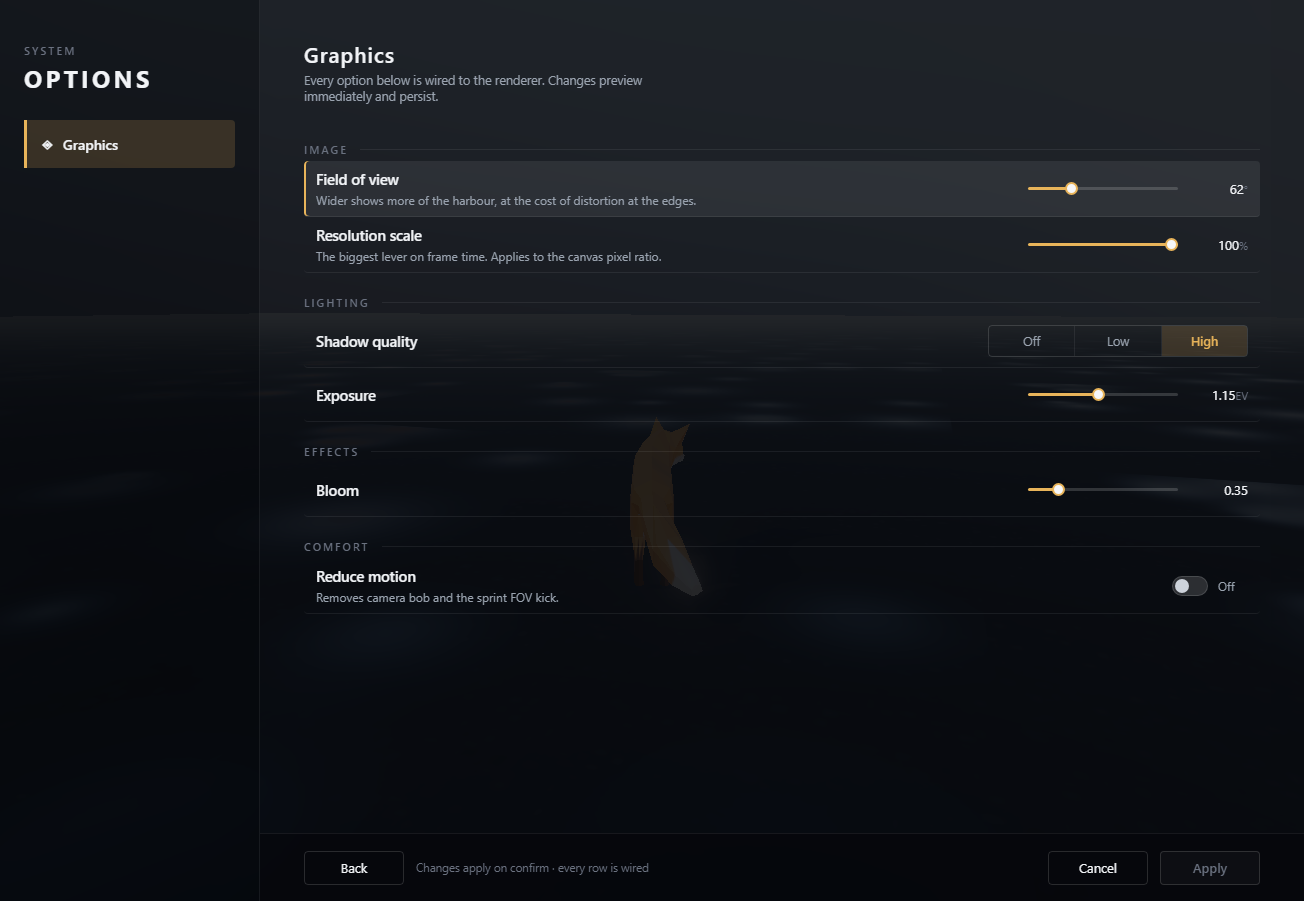 SYSTEM
OPTIONS
Graphics
Graphics
Every option below is wired to the renderer. Changes preview
immediately and persist.
IMAGE
Field of view
Wider shows more of the harbour, at the cost of distortion at the edges.
62°
Resolution scale
The biggest lever on frame time. Applies to the canvas pixel ratio.
100%
LIGHTING
Shadow quality
Off Low High
Exposure
1.15EV
EFFECTS
Bloom
0.35
COMFORT
Reduce motion
Removes camera bob and the sprint FOV kick.
Off
Back
Changes apply on confirm · every row is wired
Cancel
Apply